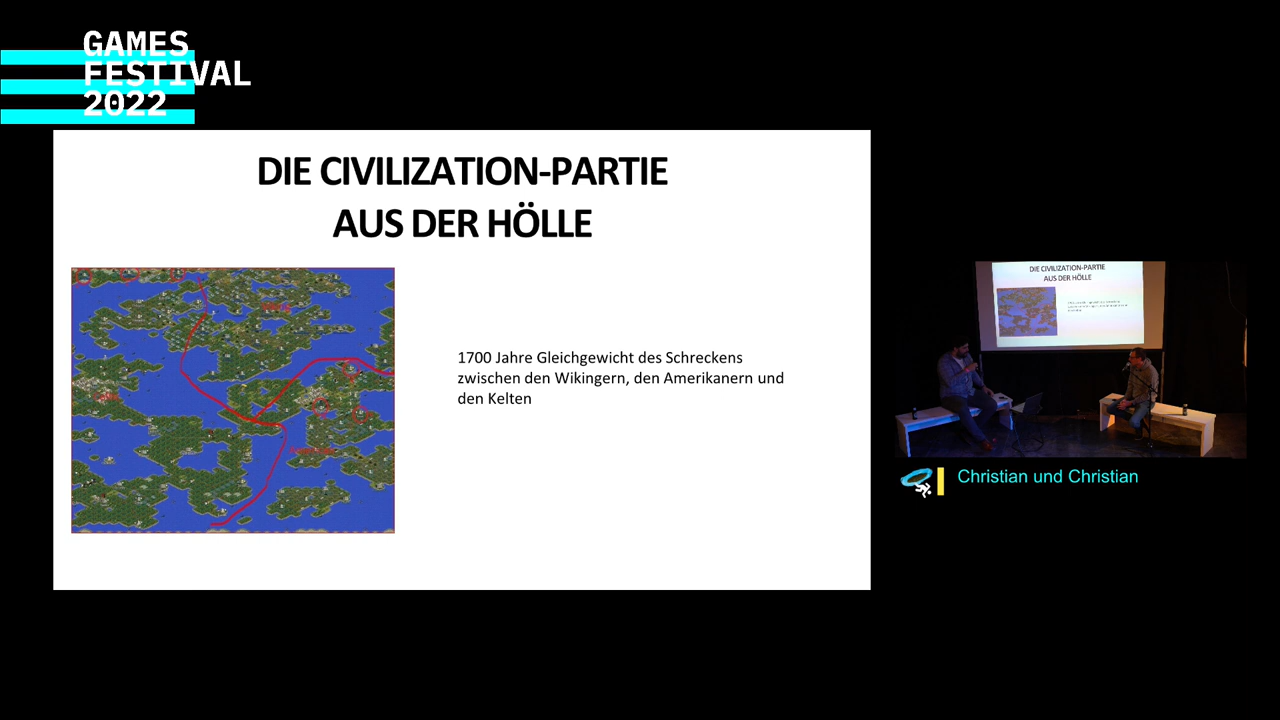 GAMES
FESTIVAL
2022
DIE CIVILIZATION-PARTIE
AUS DER HÖLLE
1700 Jahre Gleichgewicht des Schreckens
zwischen den Wikingern, den Amerikanern und
den Kelten
DIE CIVILIZATION-PARTIE
AUS DER HÖLLE
Christian und Christian